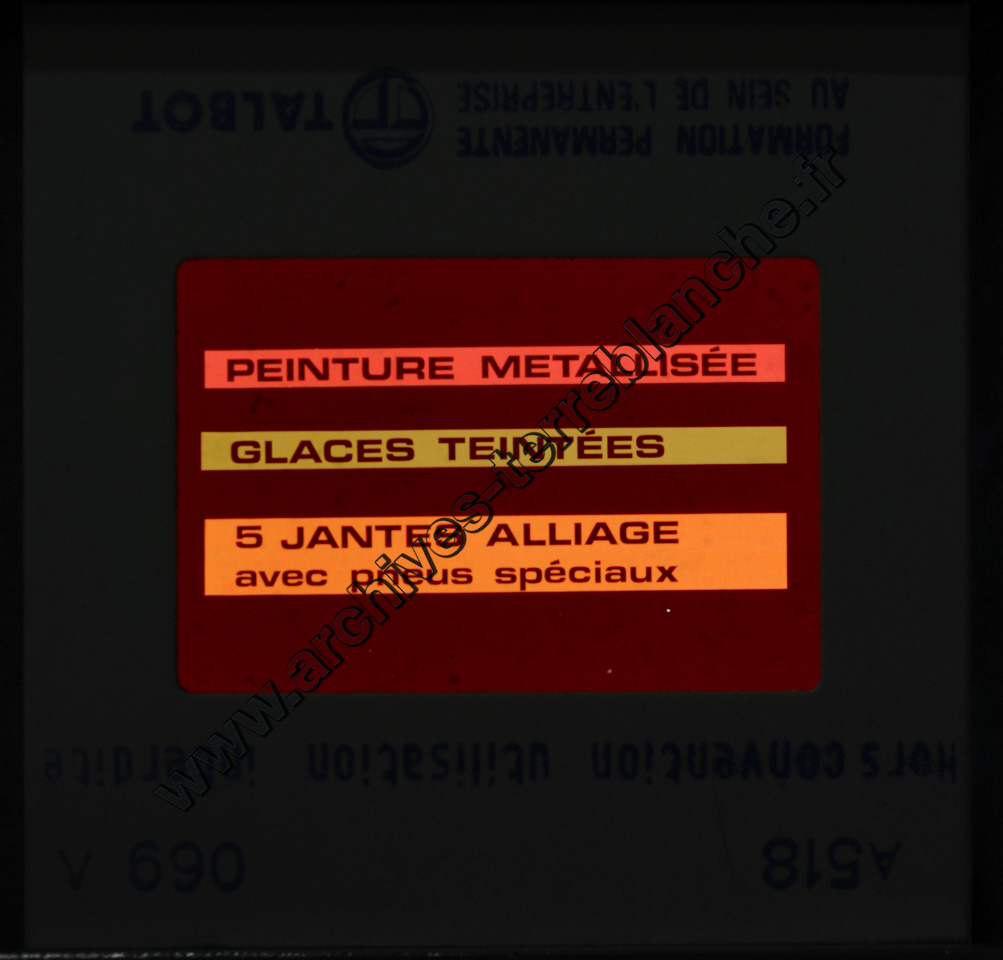 FORMATION PERMANENTE
AU SEIN DE L'ENTREPRISE
TALBOT
PEINTURE METALLISÉE
GLACES TEINTÉES
5 JANTES ALLIAGE
avec pneus spéciaux
Hors convention utilisation interdite
A518
069 V
www.archives-terreblanche.fr